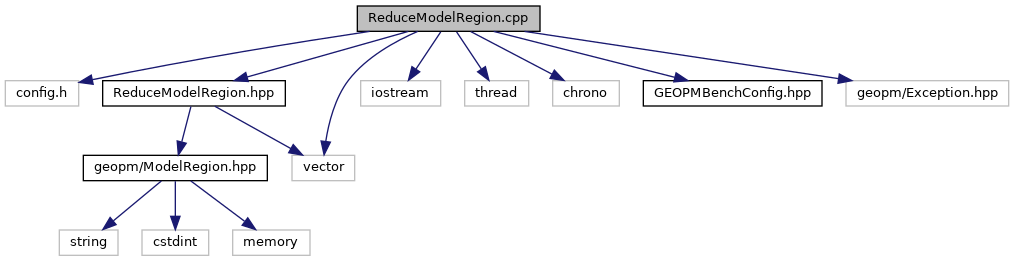 ReduceModelRegion.cpp
config.h
ReduceModelRegion.hpp
iostream
thread
chrono
GEOPMBenchConfig.hpp
geopm/Exception.hpp
geopm/ModelRegion.hpp
vector
string
cstdint
memory